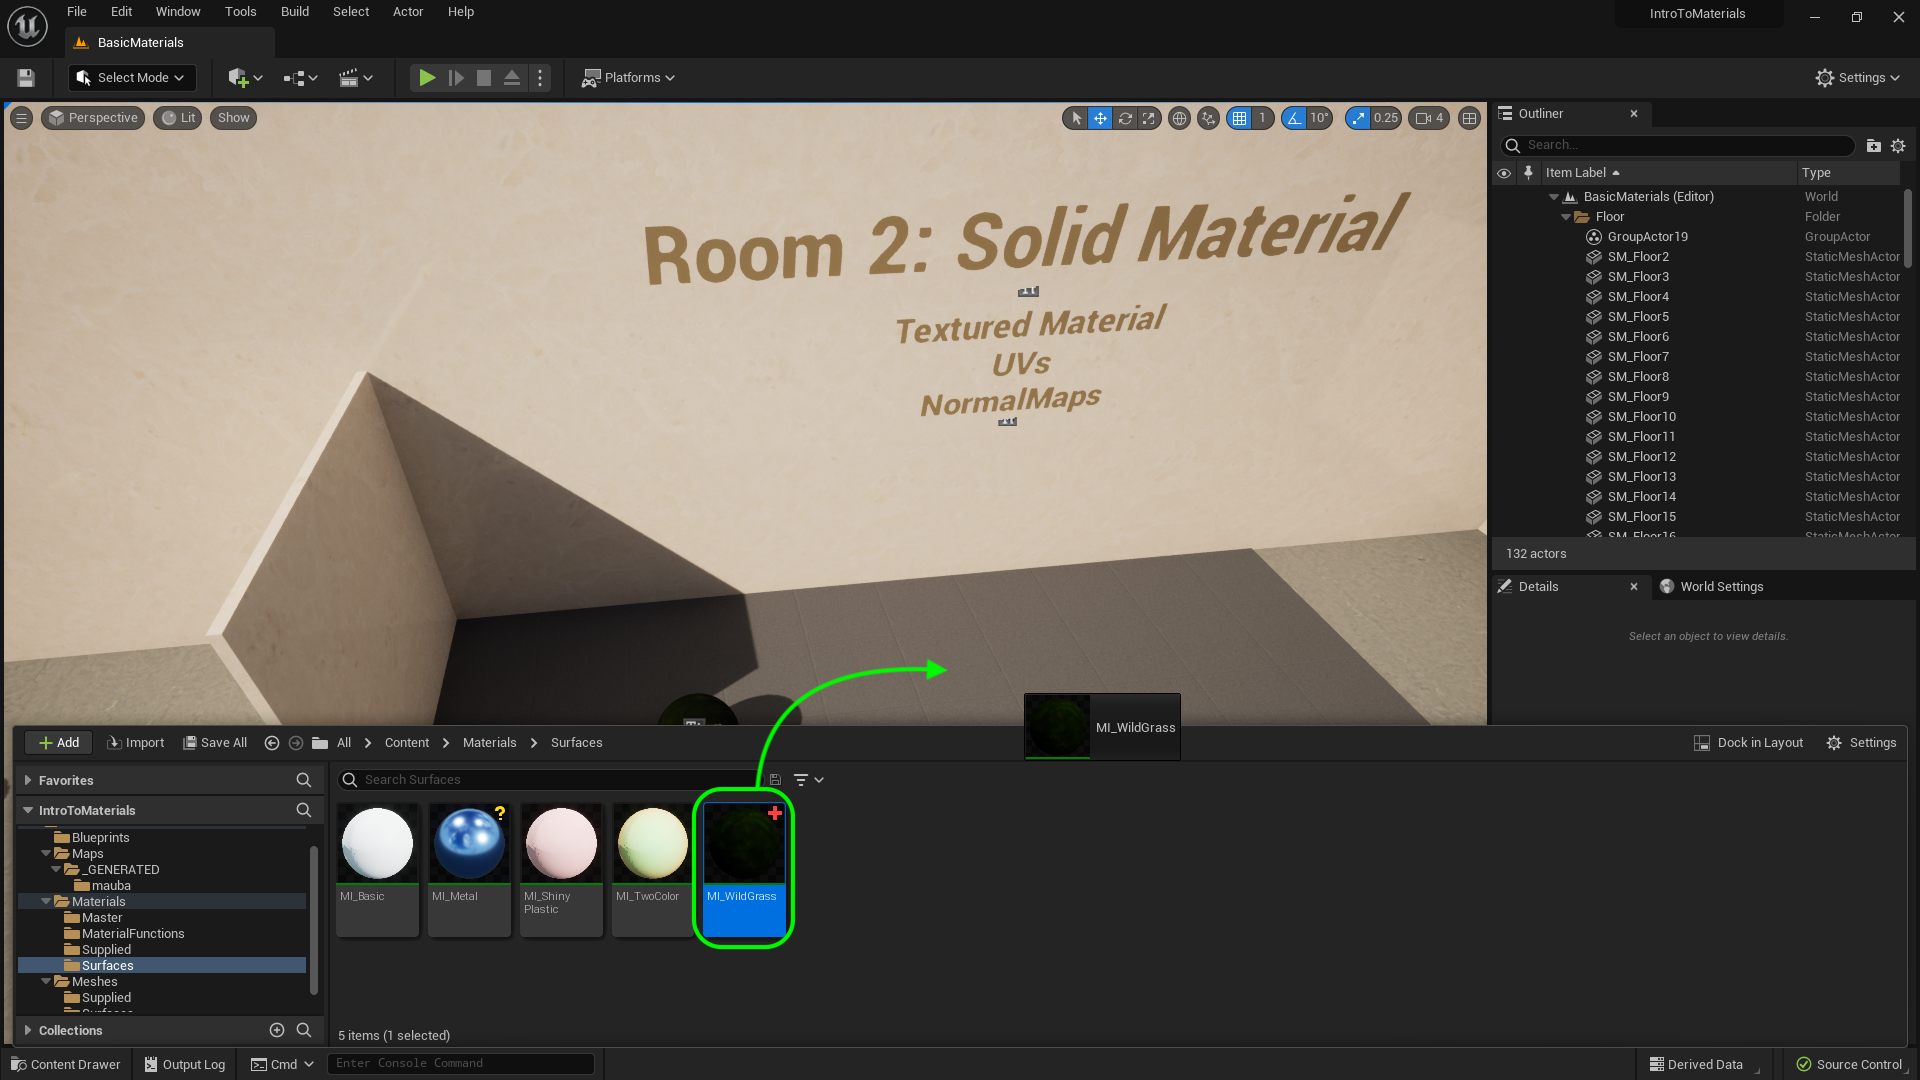 File Edit Window Tools Build Select Actor Help
IntroToMaterials
BasicMaterials
Select Mode
Platforms
Settings
Perspective Lit Show
1 10° 0.25 4
Room 2: Solid Material
Textured Material
UVs
NormalMaps
Outliner
Search...
Item Label Type
BasicMaterials (Editor) World
Floor Folder
GroupActor19 GroupActor
SM_Floor2 StaticMeshActor
SM_Floor3 StaticMeshActor
SM_Floor4 StaticMeshActor
SM_Floor5 StaticMeshActor
SM_Floor6 StaticMeshActor
SM_Floor7 StaticMeshActor
SM_Floor8 StaticMeshActor
SM_Floor9 StaticMeshActor
SM_Floor10 StaticMeshActor
SM_Floor11 StaticMeshActor
SM_Floor12 StaticMeshActor
SM_Floor13 StaticMeshActor
SM_Floor14 StaticMeshActor
SM_Floor15 StaticMeshActor
SM_Floor16 StaticMeshActor
132 actors
Details World Settings
Select an object to view details.
MI_WildGrass
Add Import Save All All Content Materials Surfaces
Dock in Layout Settings
Favorites
IntroToMaterials
Blueprints
Maps
_GENERATED
mauba
Materials
Master
MaterialFunctions
Supplied
Surfaces
Meshes
Supplied
Collections
Search Surfaces
?
MI_Basic
MI_Metal
MI_Shiny
Plastic
MI_TwoColor
MI_WildGrass
5 items (1 selected)
Content Drawer Output Log Cmd Enter Console Command
Derived Data Source Control